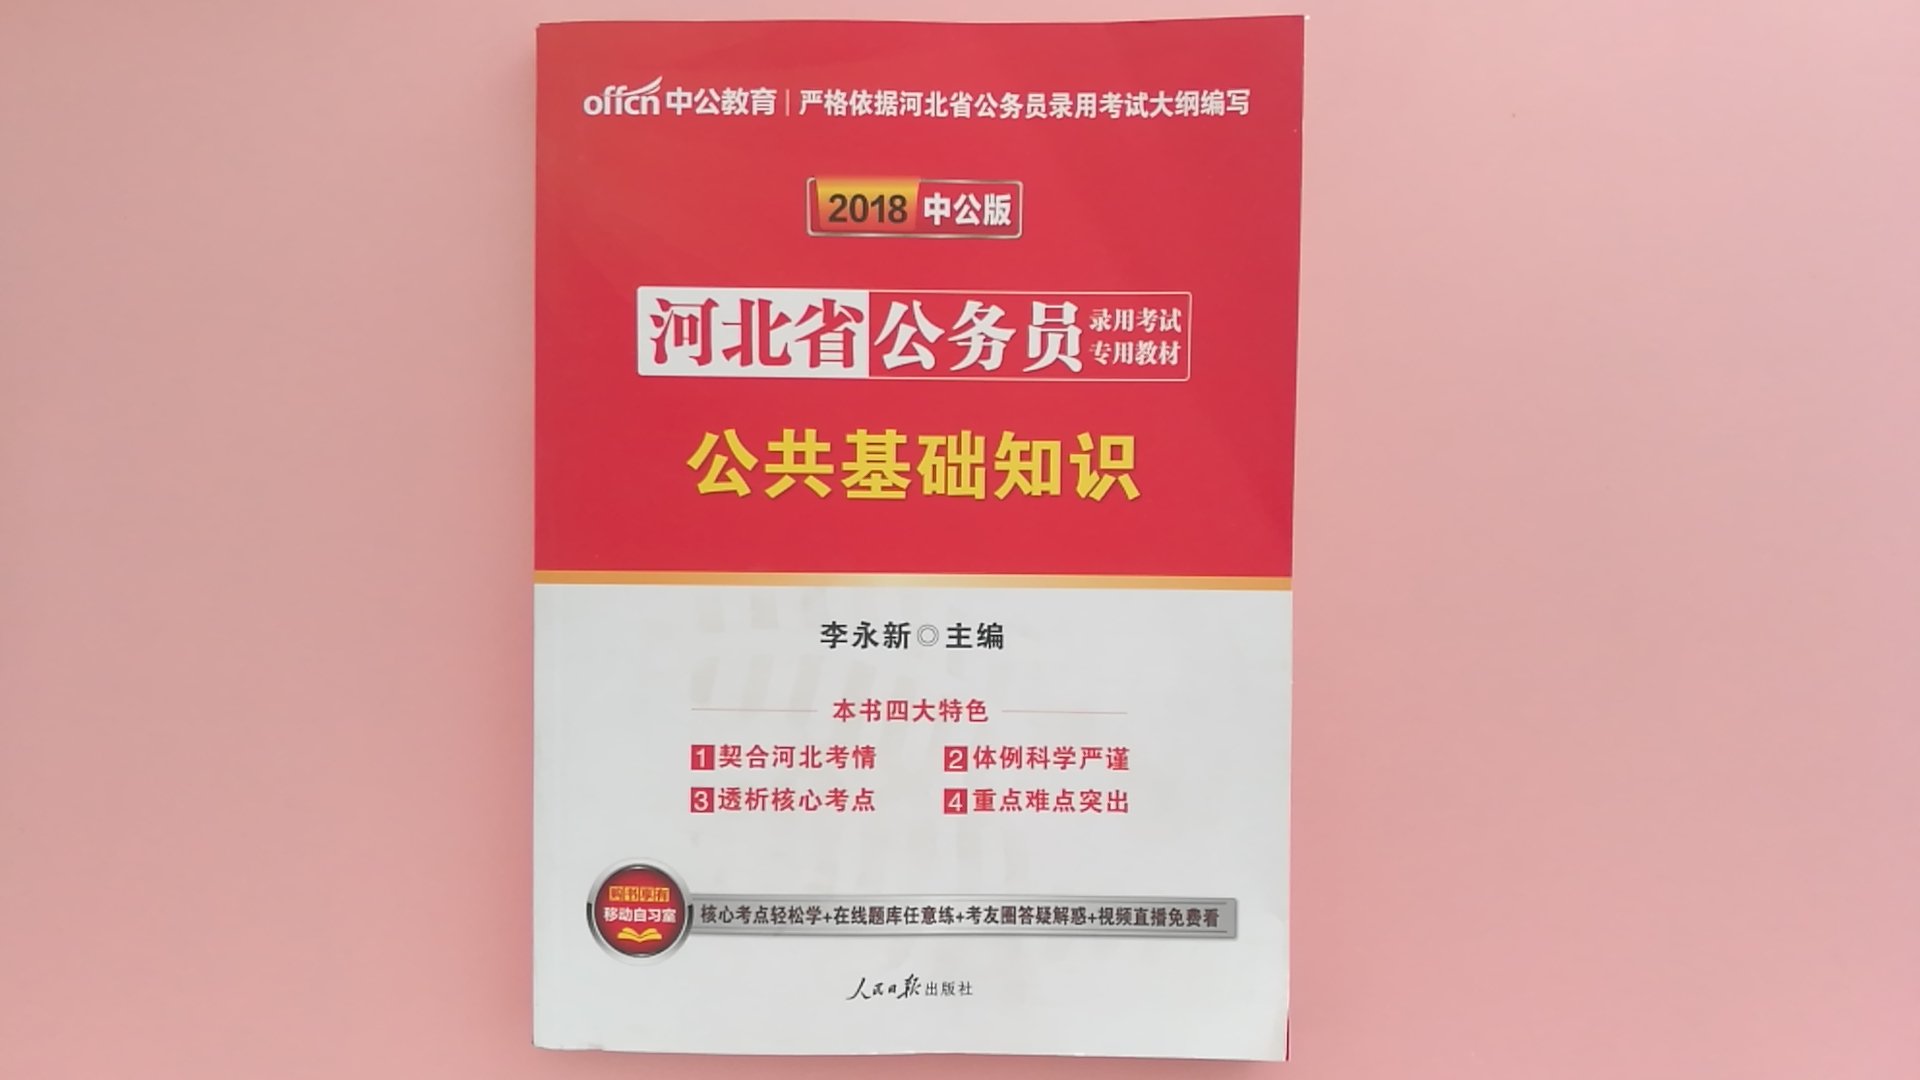 offcn中公教育|严格依据河北省公务员录用考试大纲编写
2018 中公版
河北省公务员 录用考试
专用教材
公共基础知识
李永新◎主编
本书四大特色
1 契合河北考情
2 体例科学严谨
3 透析核心考点
4 重点难点突出
购书享有
移动自习室
核心考点轻松学+在线题库任意练+考友圈答疑解惑+视频直播免费看
人民日报出版社